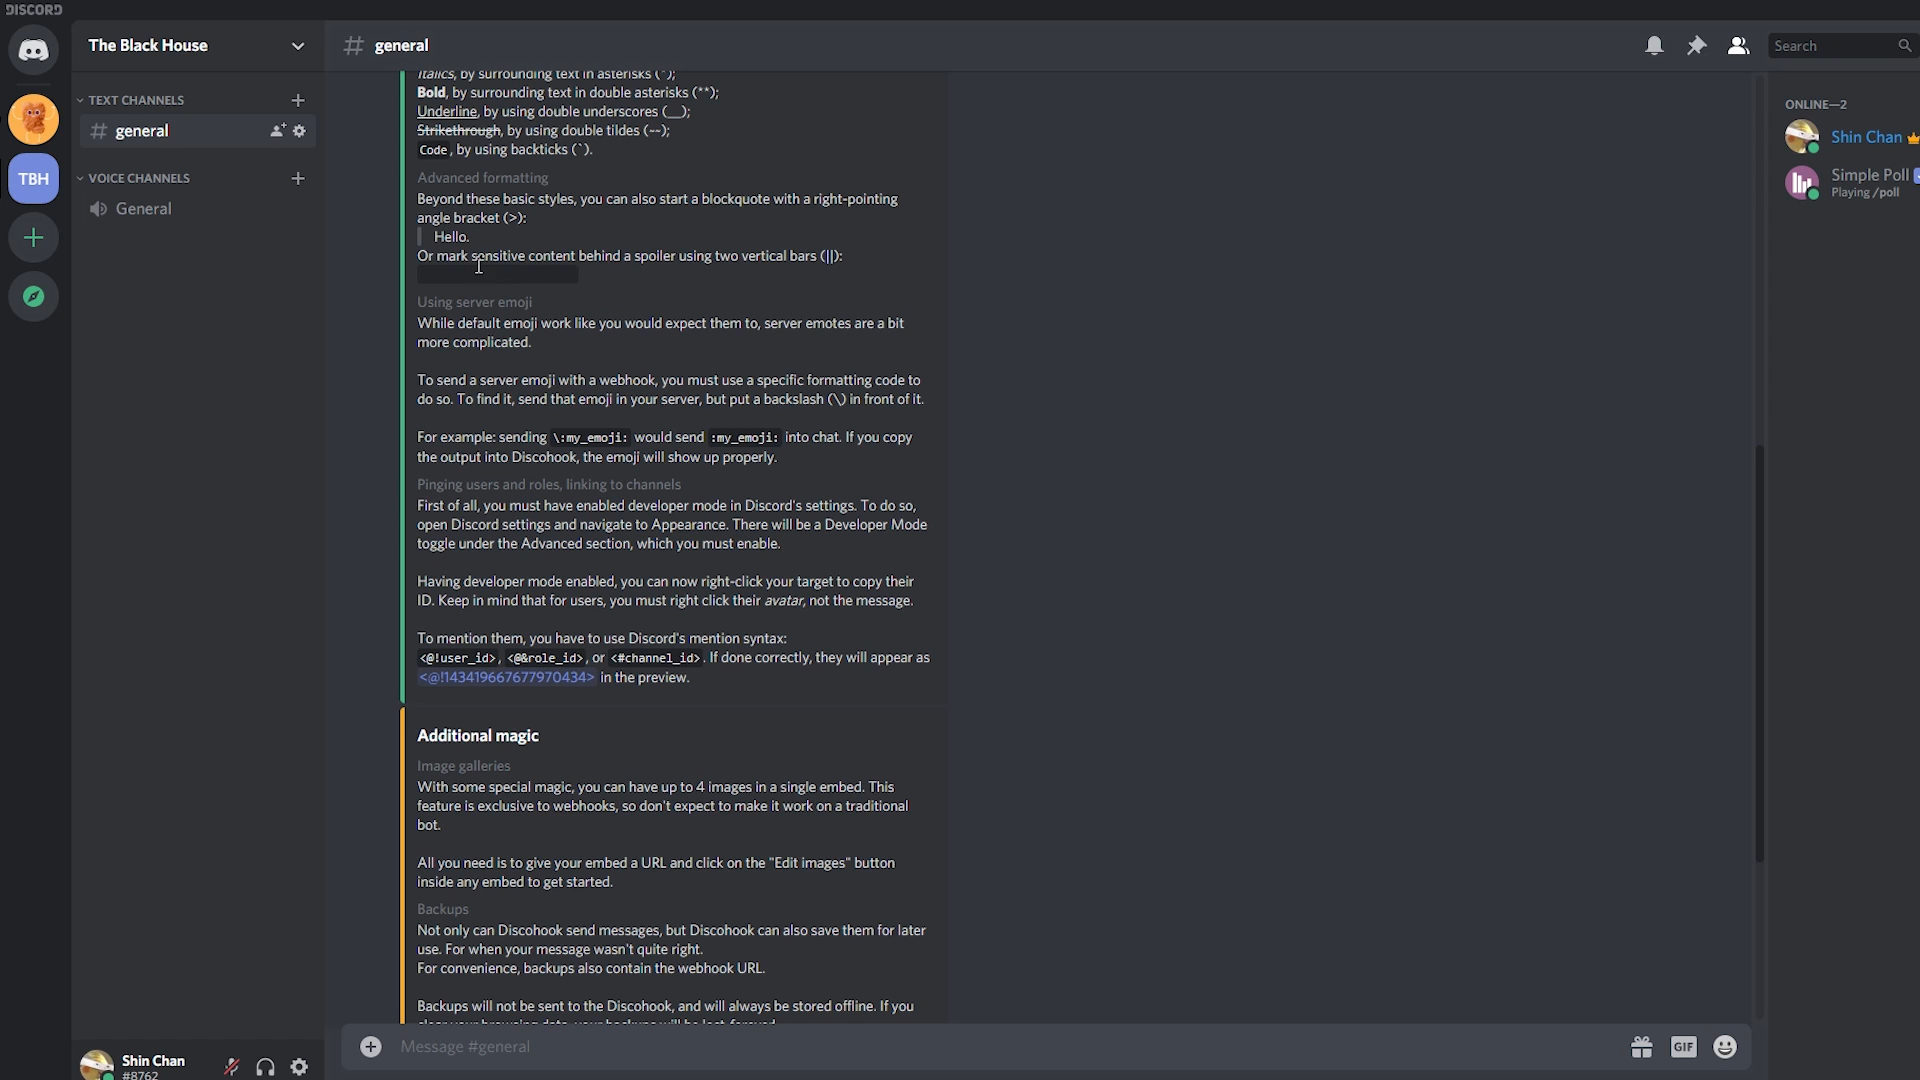 DISCORD
The Black House
general
Search
TEXT CHANNELS
general
VOICE CHANNELS
General
TBH
Italics, by surrounding text in asterisks (*);
Bold, by surrounding text in double asterisks (**);
Underline, by using double underscores (__);
Strikethrough, by using double tildes (~~);
Code, by using backticks (`).
Advanced formatting
Beyond these basic styles, you can also start a blockquote with a right-pointing
angle bracket (>):
Hello.
Or mark sensitive content behind a spoiler using two vertical bars (||):
Using server emoji
While default emoji work like you would expect them to, server emotes are a bit
more complicated.
To send a server emoji with a webhook, you must use a specific formatting code to
do so. To find it, send that emoji in your server, but put a backslash (\) in front of it.
For example: sending \:my_emoji: would send :my_emoji: into chat. If you copy
the output into Discohook, the emoji will show up properly.
Pinging users and roles, linking to channels
First of all, you must have enabled developer mode in Discord's settings. To do so,
open Discord settings and navigate to Appearance. There will be a Developer Mode
toggle under the Advanced section, which you must enable.
Having developer mode enabled, you can now right-click your target to copy their
ID. Keep in mind that for users, you must right click their avatar, not the message.
To mention them, you have to use Discord's mention syntax:
<@!user_id>, <@&role_id>, or <#channel_id>. If done correctly, they will appear as
<@!143419667677970434> in the preview.
Additional magic
Image galleries
With some special magic, you can have up to 4 images in a single embed. This
feature is exclusive to webhooks, so don't expect to make it work on a traditional
bot.
All you need is to give your embed a URL and click on the "Edit images" button
inside any embed to get started.
Backups
Not only can Discohook send messages, but Discohook can also save them for later
use. For when your message wasn't quite right.
For convenience, backups also contain the webhook URL.
Backups will not be sent to the Discohook, and will always be stored offline. If you
clear your browsing data, your backups will be lost forever!
Message #general
GIF
ONLINE—2
Shin Chan
Simple Poll
Playing /poll
Shin Chan
#8762